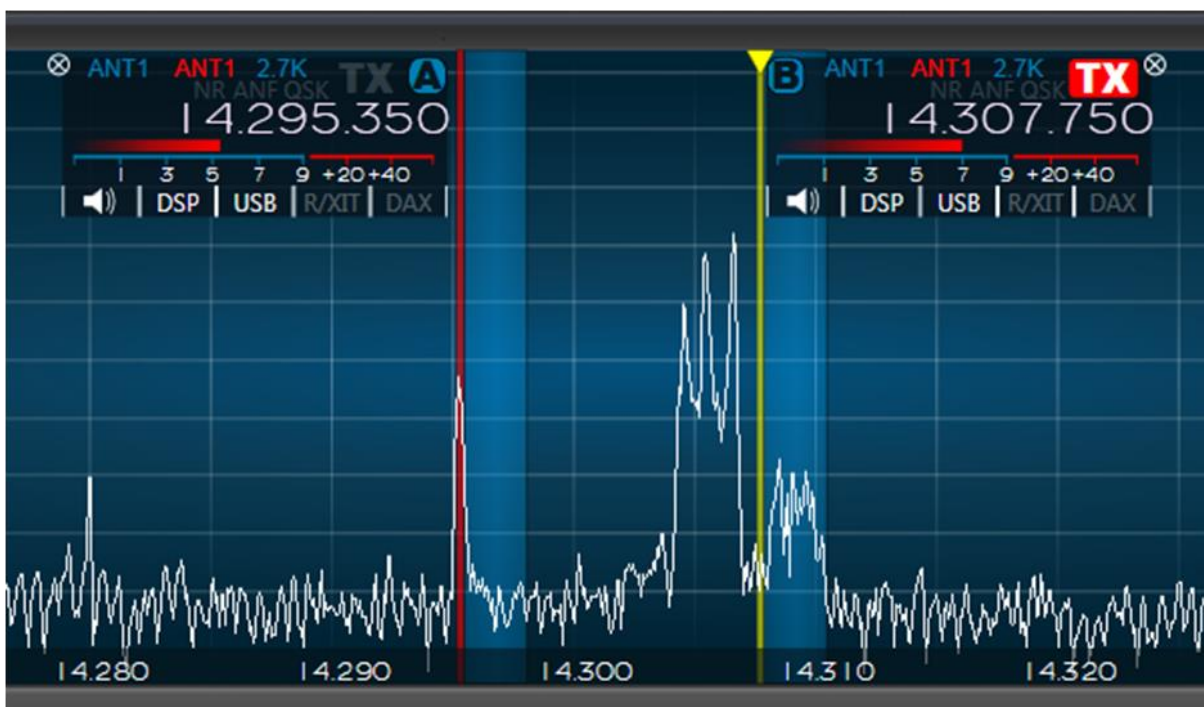 ANT1 ANT1 2.7K TX A
NR ANF QSK
14.295.350
1 3 5 7 9 +20 +40
DSP USB R/XIT DAX
B ANT1 ANT1 2.7K TX
NR ANF QSK
14.307.750
1 3 5 7 9 +20 +40
DSP USB R/XIT DAX
14.280 14.290 14.300 14.310 14.320